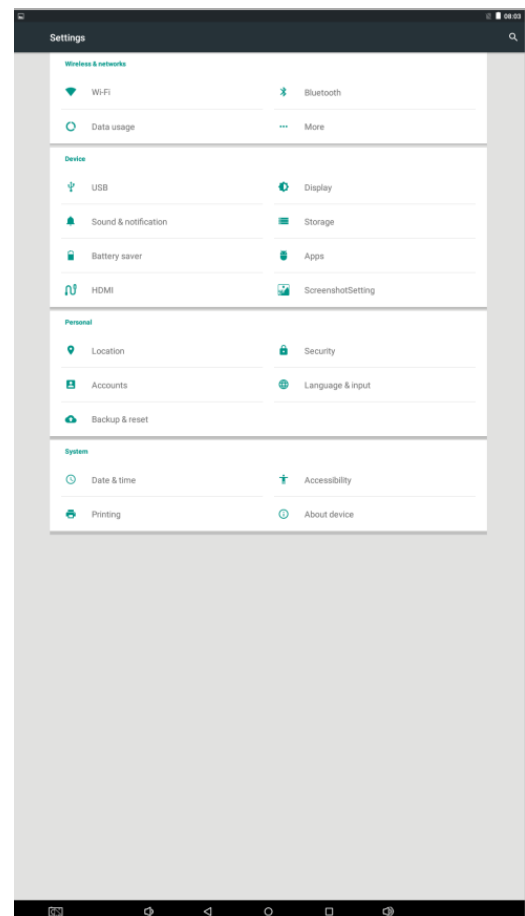 08:03
Settings
Wireless & networks
Wi-Fi
Bluetooth
Data usage
More
Device
USB
Display
Sound & notification
Storage
Battery saver
Apps
HDMI
ScreenshotSetting
Personal
Location
Security
Accounts
Language & input
Backup & reset
System
Date & time
Accessibility
Printing
About device